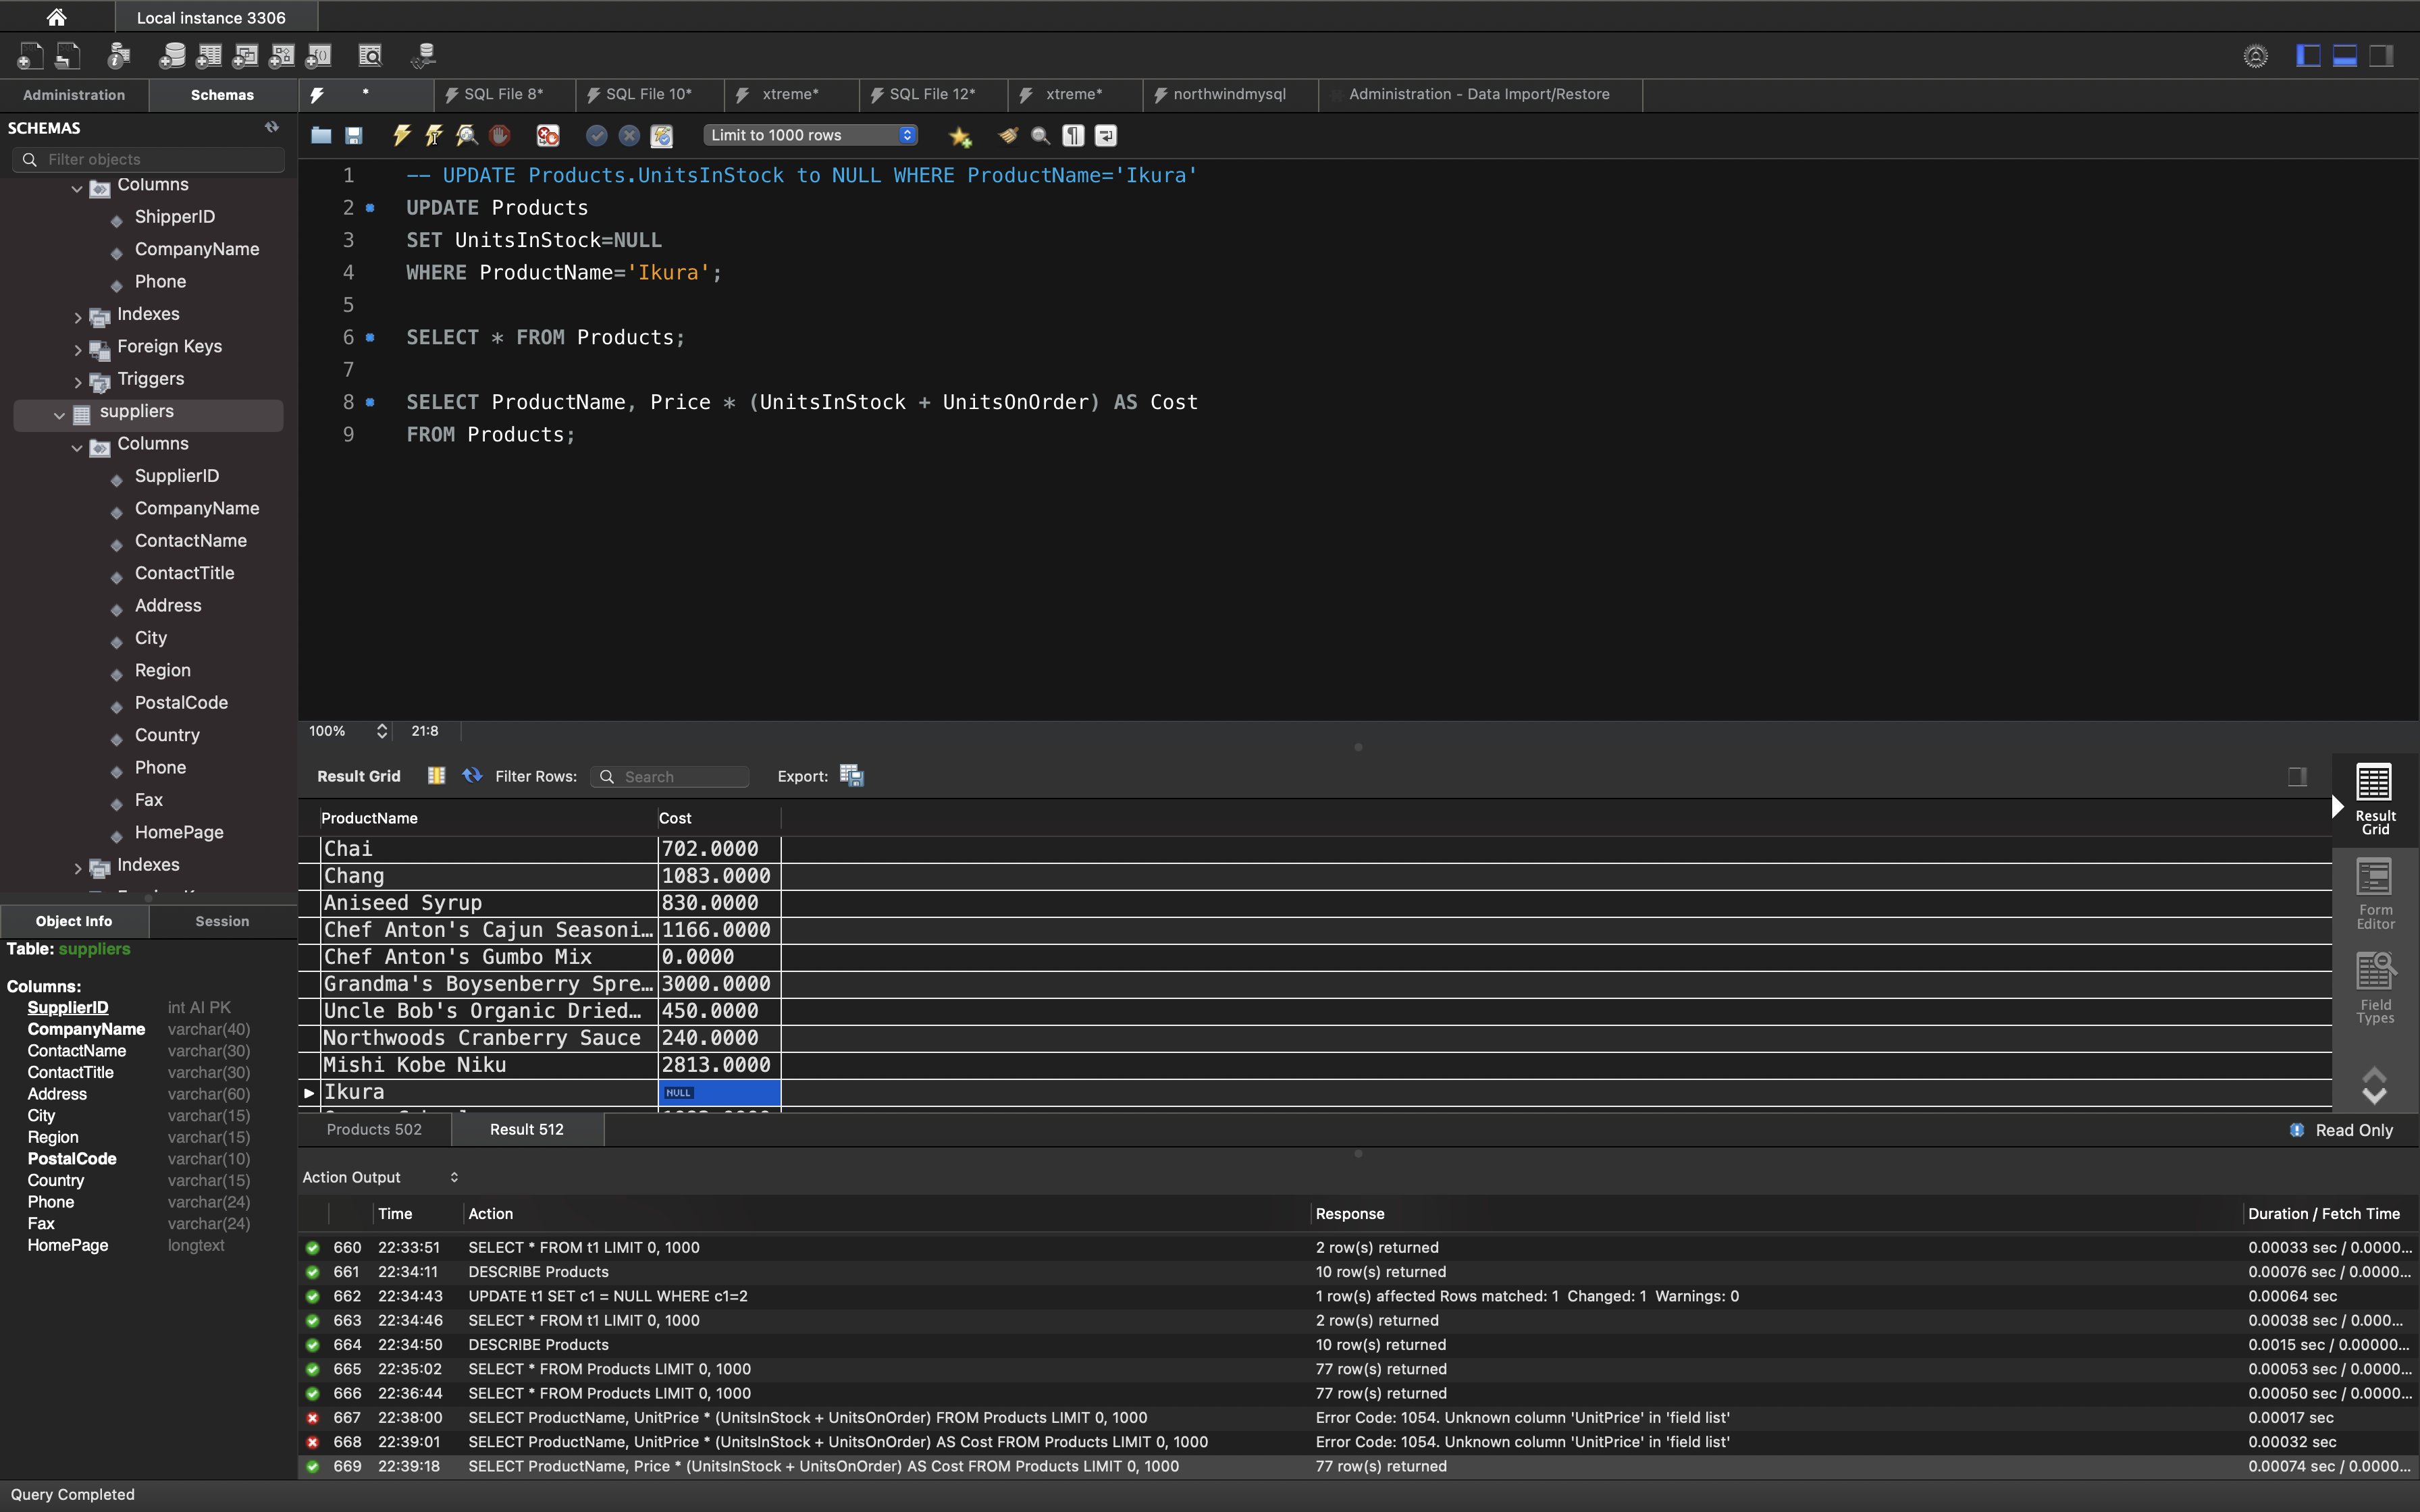 Local instance 3306
Administration
Schemas
*
SQL File 8*
SQL File 10*
xtreme*
SQL File 12*
xtreme*
northwindmysql
Administration - Data Import/Restore
SCHEMAS
Filter objects
Columns
ShipperID
CompanyName
Phone
Indexes
Foreign Keys
Triggers
suppliers
Columns
SupplierID
CompanyName
ContactName
ContactTitle
Address
City
Region
PostalCode
Country
Phone
Fax
HomePage
Indexes
Object Info
Session
Table: suppliers
Columns:
SupplierID int AI PK
CompanyName varchar(40)
ContactName varchar(30)
ContactTitle varchar(30)
Address varchar(60)
City varchar(15)
Region varchar(15)
PostalCode varchar(10)
Country varchar(15)
Phone varchar(24)
Fax varchar(24)
HomePage longtext
Limit to 1000 rows
1 -- UPDATE Products.UnitsInStock to NULL WHERE ProductName='Ikura'
2 UPDATE Products
3 SET UnitsInStock=NULL
4 WHERE ProductName='Ikura';
5
6 SELECT * FROM Products;
7
8 SELECT ProductName, Price * (UnitsInStock + UnitsOnOrder) AS Cost
9 FROM Products;
100% 21:8
Result Grid Filter Rows: Search Export:
ProductName Cost
Chai 702.0000
Chang 1083.0000
Aniseed Syrup 830.0000
Chef Anton's Cajun Seasoni... 1166.0000
Chef Anton's Gumbo Mix 0.0000
Grandma's Boysenberry Spre... 3000.0000
Uncle Bob's Organic Dried... 450.0000
Northwoods Cranberry Sauce 240.0000
Mishi Kobe Niku 2813.0000
Ikura NULL
Result Grid
Form Editor
Field Types
Products 502
Result 512
Read Only
Action Output
Time Action Response Duration / Fetch Time
660 22:33:51 SELECT * FROM t1 LIMIT 0, 1000 2 row(s) returned 0.00033 sec / 0.0000...
661 22:34:11 DESCRIBE Products 10 row(s) returned 0.00076 sec / 0.0000...
662 22:34:43 UPDATE t1 SET c1 = NULL WHERE c1=2 1 row(s) affected Rows matched: 1 Changed: 1 Warnings: 0 0.00064 sec
663 22:34:46 SELECT * FROM t1 LIMIT 0, 1000 2 row(s) returned 0.00038 sec / 0.000...
664 22:34:50 DESCRIBE Products 10 row(s) returned 0.0015 sec / 0.00000...
665 22:35:02 SELECT * FROM Products LIMIT 0, 1000 77 row(s) returned 0.00053 sec / 0.0000...
666 22:36:44 SELECT * FROM Products LIMIT 0, 1000 77 row(s) returned 0.00050 sec / 0.0000...
667 22:38:00 SELECT ProductName, UnitPrice * (UnitsInStock + UnitsOnOrder) FROM Products LIMIT 0, 1000 Error Code: 1054. Unknown column 'UnitPrice' in 'field list' 0.00017 sec
668 22:39:01 SELECT ProductName, UnitPrice * (UnitsInStock + UnitsOnOrder) AS Cost FROM Products LIMIT 0, 1000 Error Code: 1054. Unknown column 'UnitPrice' in 'field list' 0.00032 sec
669 22:39:18 SELECT ProductName, Price * (UnitsInStock + UnitsOnOrder) AS Cost FROM Products LIMIT 0, 1000 77 row(s) returned 0.00074 sec / 0.0000...
Query Completed